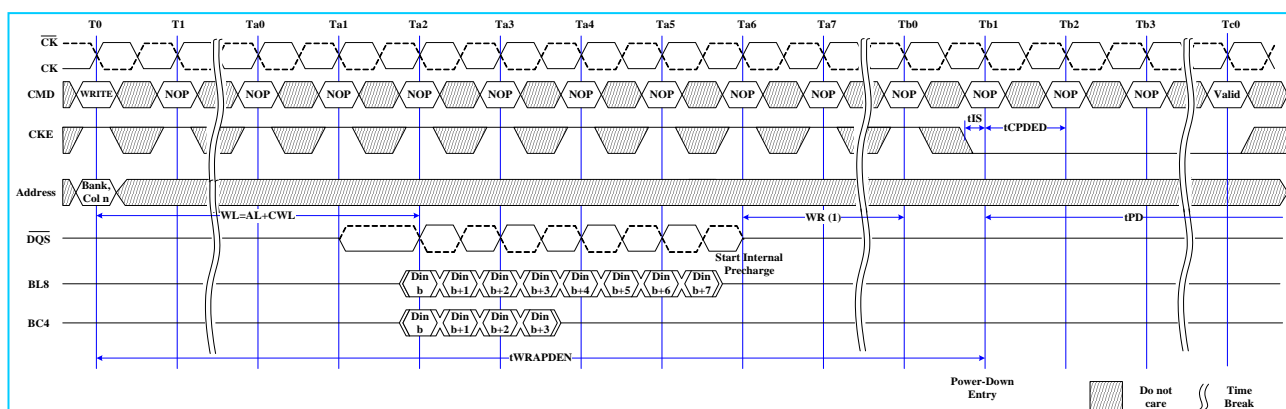 T0 T1 Ta0 Ta1 Ta2 Ta3 Ta4 Ta5 Ta6 Ta7 Tb0 Tb1 Tb2 Tb3 Tc0
CK
CK
CMD WRITE NOP NOP NOP NOP NOP NOP NOP NOP NOP NOP NOP NOP NOP Valid
tIS
CKE tCPDED
Address Bank,
Col n
WL=AL+CWL WR (1) tPD
DQS
Start Internal
Precharge
BL8 Din
b Din
b+1 Din
b+2 Din
b+3 Din
b+4 Din
b+5 Din
b+6 Din
b+7
BC4 Din
b Din
b+1 Din
b+2 Din
b+3
tWRAPDEN
Power-Down
Entry
Do not
care
Time
Break